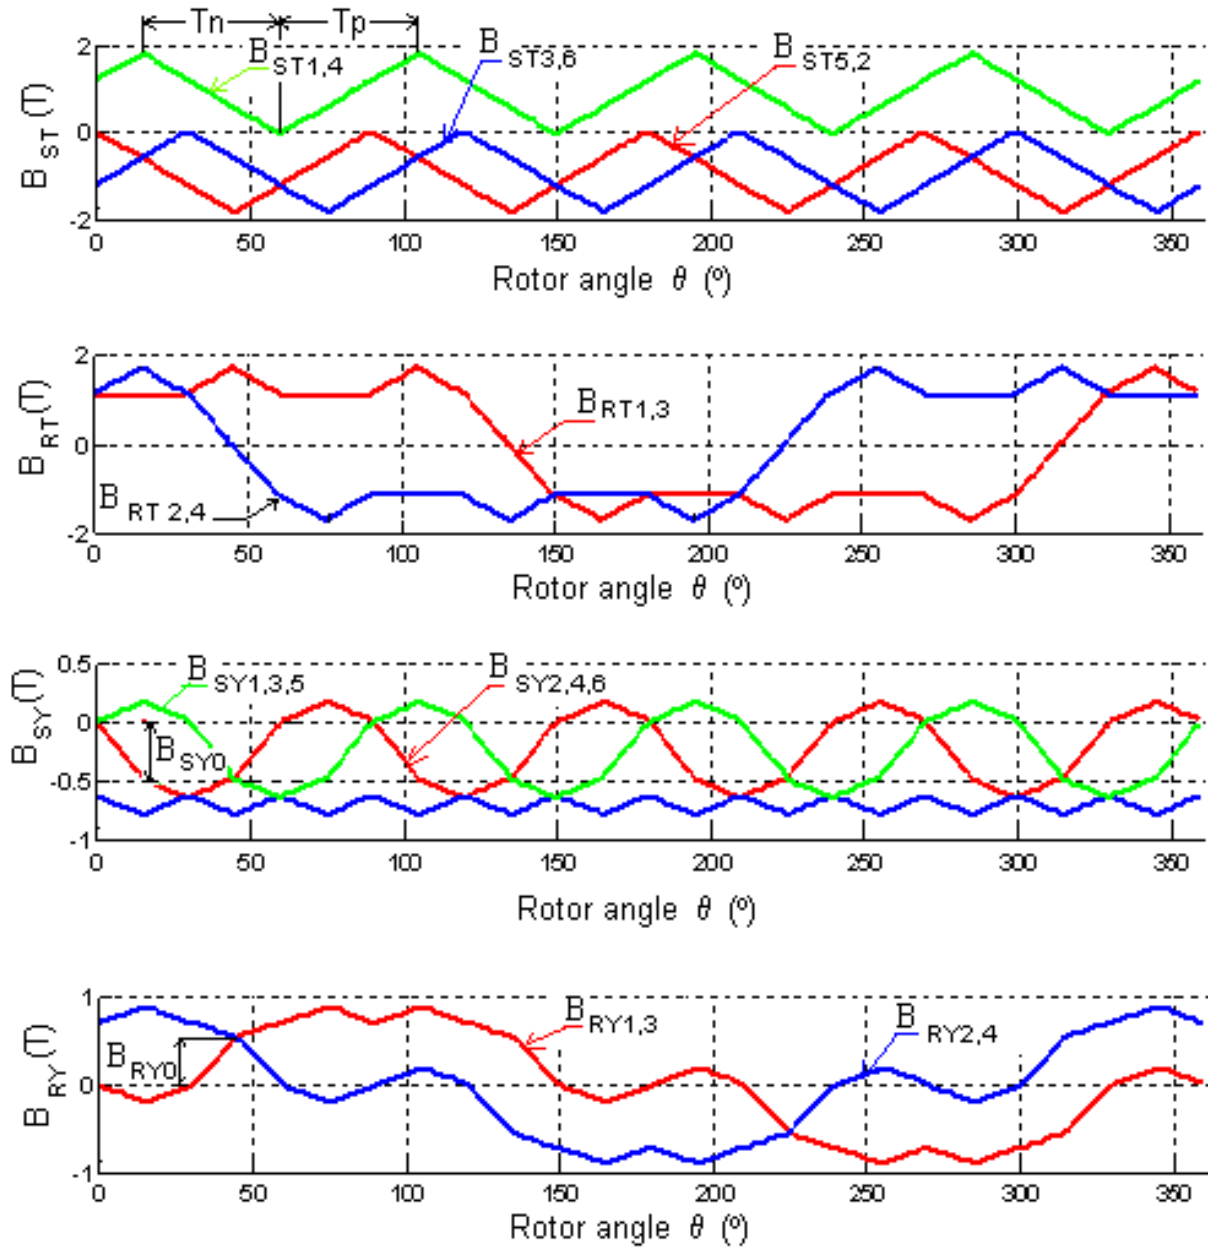 Tn Tp
B ST1,4
B ST3,6
B ST5,2
B ST (T)
2
0
-2
0 50 100 150 200 250 300 350
Rotor angle θ (º)
B RT (T)
2
0
-2
B RT1,3
B RT 2,4
0 50 100 150 200 250 300 350
Rotor angle θ (º)
B SY (T)
0.5
0
-0.5
-1
B SY1,3,5
B SY2,4,6
B SY0
0 50 100 150 200 250 300 350
Rotor angle θ (º)
B RY (T)
1
0
-1
B RY0
B RY1,3
B RY2,4
0 50 100 150 200 250 300 350
Rotor angle θ (º)